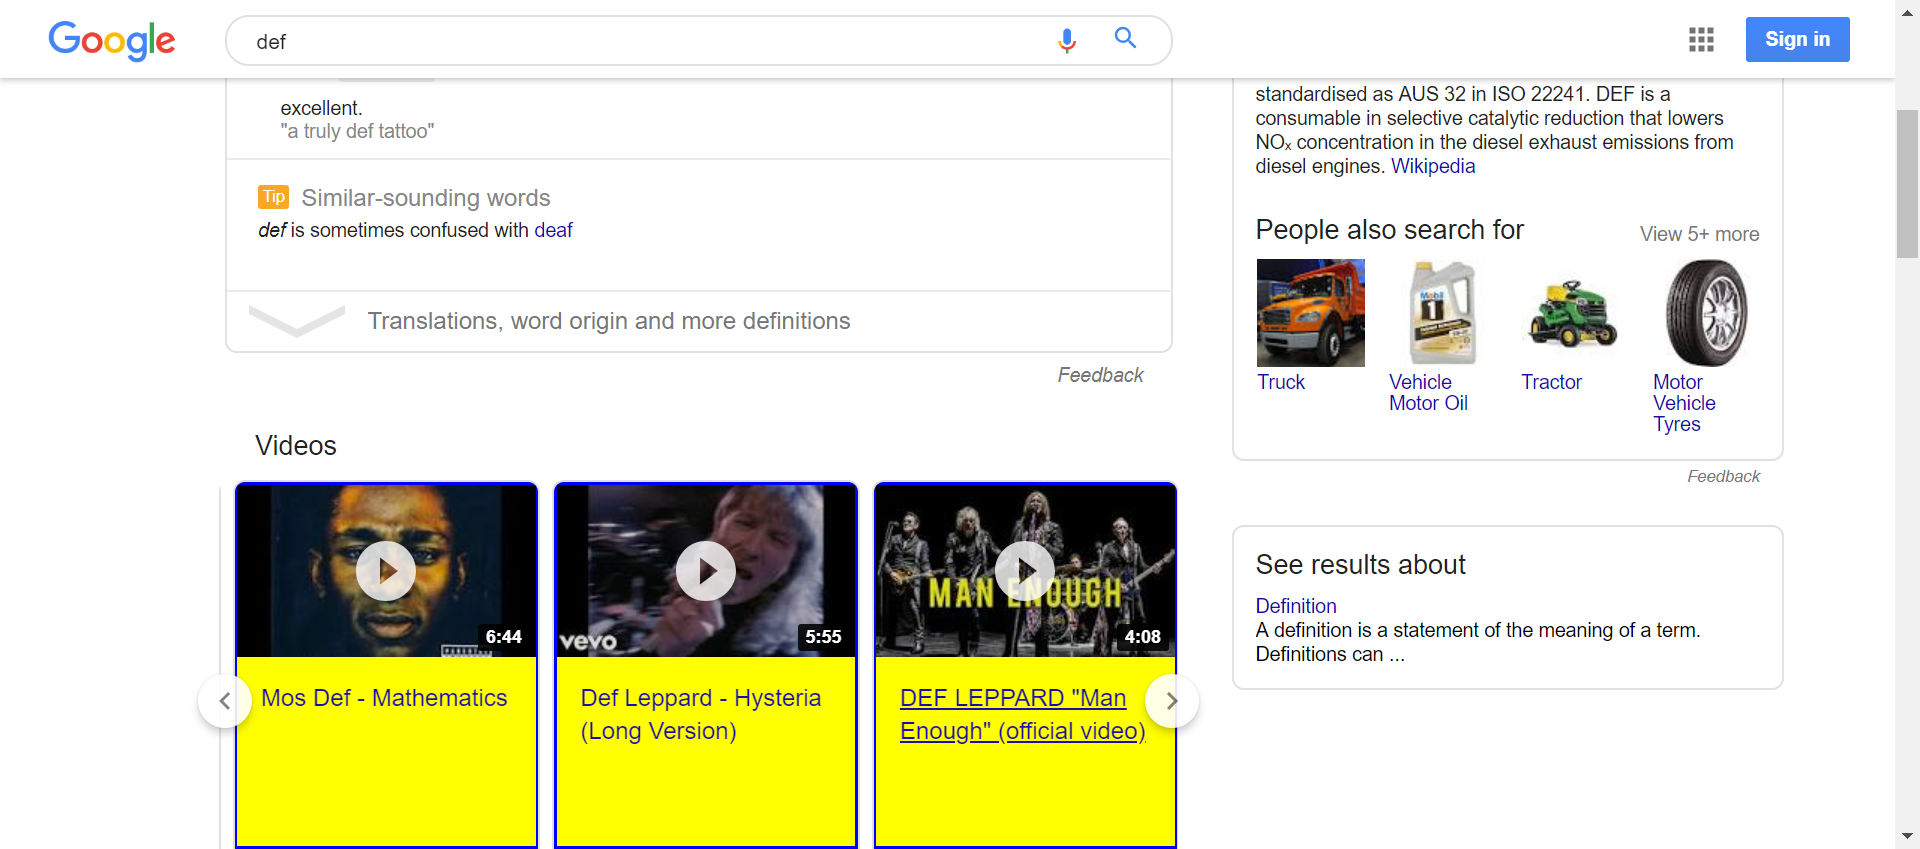 Google
def
Sign in
excellent.
"a truly def tattoo"
Tip Similar-sounding words
def is sometimes confused with deaf
Translations, word origin and more definitions
Feedback
Videos
6:44
Mos Def - Mathematics
vevo
5:55
Def Leppard - Hysteria
(Long Version)
MAN ENOUGH
4:08
DEF LEPPARD "Man
Enough" (official video)
standardised as AUS 32 in ISO 22241. DEF is a
consumable in selective catalytic reduction that lowers
NOₓ concentration in the diesel exhaust emissions from
diesel engines. Wikipedia
People also search for
View 5+ more
Mobil
1
Truck
Vehicle
Motor Oil
Tractor
Motor
Vehicle
Tyres
Feedback
See results about
Definition
A definition is a statement of the meaning of a term.
Definitions can ...